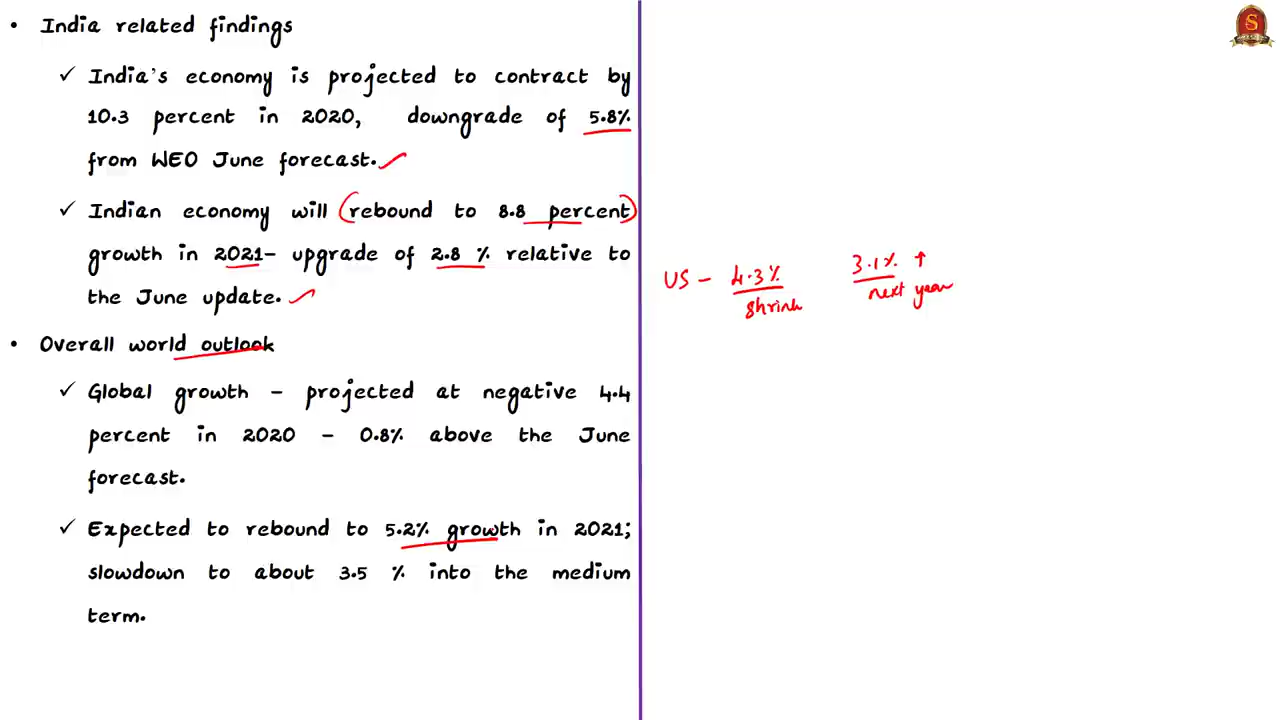 • India related findings
✓ India's economy is projected to contract by
10.3 percent in 2020, downgrade of 5.8%
from WEO June forecast.
✓ Indian economy will (rebound to 8.8 percent)
growth in 2021- upgrade of 2.8 % relative to
the June update.
• Overall world outlook
✓ Global growth - projected at negative 4.4
percent in 2020 - 0.8% above the June
forecast.
✓ Expected to rebound to 5.2% growth in 2021;
slowdown to about 3.5 % into the medium
term.
US - 4.3% 3.1% ↑
shrink next year
S